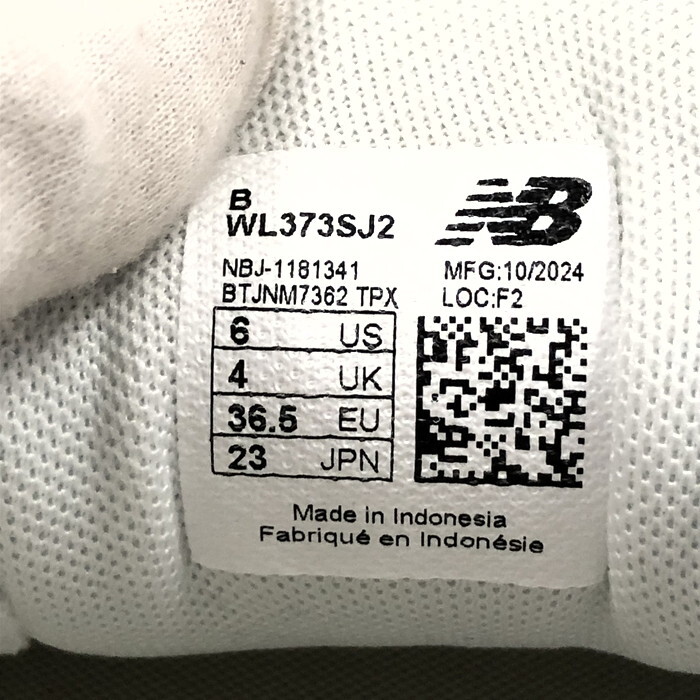 B
WL373SJ2
NB
NBJ-1181341
MFG:10/2024
BTJNM7362 TPX
LOC:F2
6 US
4 UK
36.5 EU
23 JPN
Made in Indonesia
Fabriqué en Indonésie